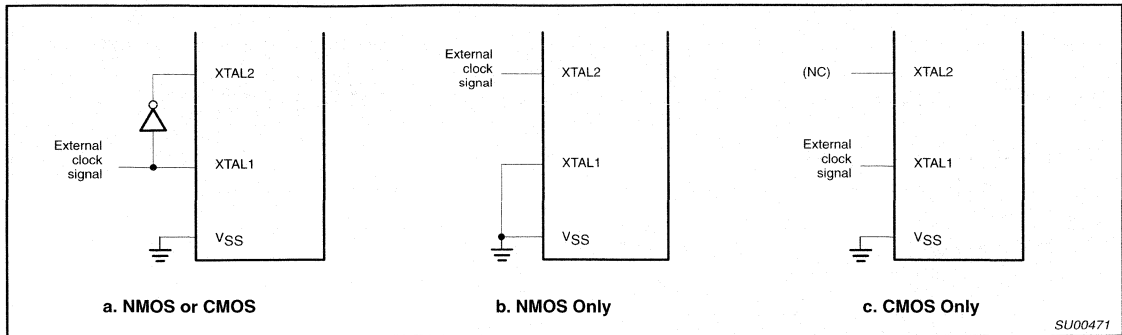 XTAL2
External
clock
signal
XTAL1
VSS
a. NMOS or CMOS
External
clock
signal
XTAL2
XTAL1
VSS
b. NMOS Only
(NC)
XTAL2
External
clock
signal
XTAL1
VSS
c. CMOS Only
SU00471